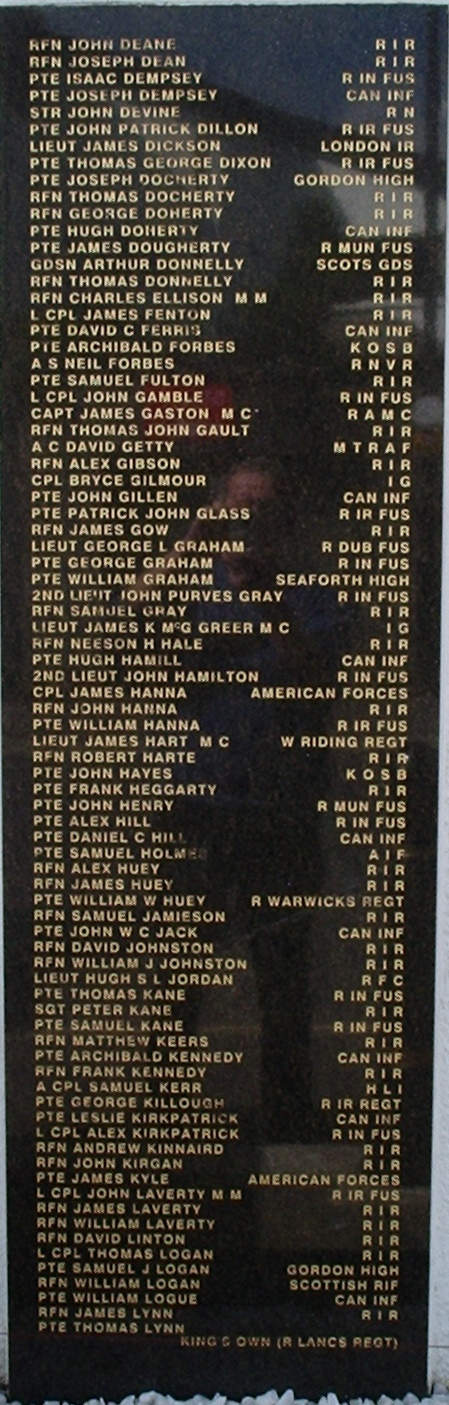 RFN JOHN DEANE R I R
RFN JOSEPH DEAN R I R
PTE ISAAC DEMPSEY R IN FUS
PTE JOSEPH DEMPSEY CAN INF
STR JOHN DEVINE R N
PTE JOHN PATRICK DILLON R IR FUS
LIEUT JAMES DICKSON LONDON IR
PTE THOMAS GEORGE DIXON R IR FUS
PTE JOSEPH DOCHERTY GORDON HIGH
RFN THOMAS DOCHERTY R I R
RFN GEORGE DOHERTY R I R
PTE HUGH DOHERTY CAN INF
PTE JAMES DOUGHERTY R MUN FUS
GDSN ARTHUR DONNELLY SCOTS GDS
RFN THOMAS DONNELLY R I R
RFN CHARLES ELLISON M M R I R
L CPL JAMES FENTON R I R
PTE DAVID C FERRIS CAN INF
PTE ARCHIBALD FORBES K O S B
A S NEIL FORBES R N V R
PTE SAMUEL FULTON R I R
L CPL JOHN GAMBLE R IN FUS
CAPT JAMES GASTON M C R A M C
RFN THOMAS JOHN GAULT R I R
A C DAVID GETTY M T R A F
RFN ALEX GIBSON R I R
CPL BRYCE GILMOUR I G
PTE JOHN GILLEN CAN INF
PTE PATRICK JOHN GLASS R IR FUS
RFN JAMES GOW R I R
LIEUT GEORGE L GRAHAM R DUB FUS
PTE GEORGE GRAHAM R IN FUS
PTE WILLIAM GRAHAM SEAFORTH HIGH
2ND LIEUT JOHN PURVES GRAY R IN FUS
RFN SAMUEL GRAY R I R
LIEUT JAMES K McG GREER M C I G
RFN NEESON H HALE R I R
PTE HUGH HAMILL CAN INF
2ND LIEUT JOHN HAMILTON R IN FUS
CPL JAMES HANNA AMERICAN FORCES
RFN JOHN HANNA R I R
PTE WILLIAM HANNA R IR FUS
LIEUT JAMES HART M C W RIDING REGT
RFN ROBERT HARTE R I R
PTE JOHN HAYES K O S B
PTE FRANK HEGGARTY R I R
PTE JOHN HENRY R MUN FUS
PTE ALEX HILL R IN FUS
PTE DANIEL C HILL CAN INF
PTE SAMUEL HOLMES A I F
RFN ALEX HUEY R I R
RFN JAMES HUEY R I R
PTE WILLIAM W HUEY R WARWICKS REGT
RFN SAMUEL JAMIESON R I R
PTE JOHN W C JACK CAN INF
RFN DAVID JOHNSTON R I R
RFN WILLIAM J JOHNSTON R I R
LIEUT HUGH S L JORDAN R F C
PTE THOMAS KANE R IN FUS
SGT PETER KANE R I R
PTE SAMUEL KANE R IN FUS
RFN MATTHEW KEERS R I R
PTE ARCHIBALD KENNEDY CAN INF
RFN FRANK KENNEDY R I R
A CPL SAMUEL KERR H L I
PTE GEORGE KILLOUGH R IR REGT
PTE LESLIE KIRKPATRICK CAN INF
L CPL ALEX KIRKPATRICK R IN FUS
RFN ANDREW KINNAIRD R I R
RFN JOHN KIRGAN R I R
PTE JAMES KYLE AMERICAN FORCES
L CPL JOHN LAVERTY M M R IR FUS
RFN JAMES LAVERTY R I R
RFN WILLIAM LAVERTY R I R
RFN DAVID LINTON R I R
L CPL THOMAS LOGAN R I R
PTE SAMUEL J LOGAN GORDON HIGH
RFN WILLIAM LOGAN SCOTTISH RIF
PTE WILLIAM LOGUE CAN INF
RFN JAMES LYNN R I R
PTE THOMAS LYNN
KING'S OWN (R LANCS REGT)